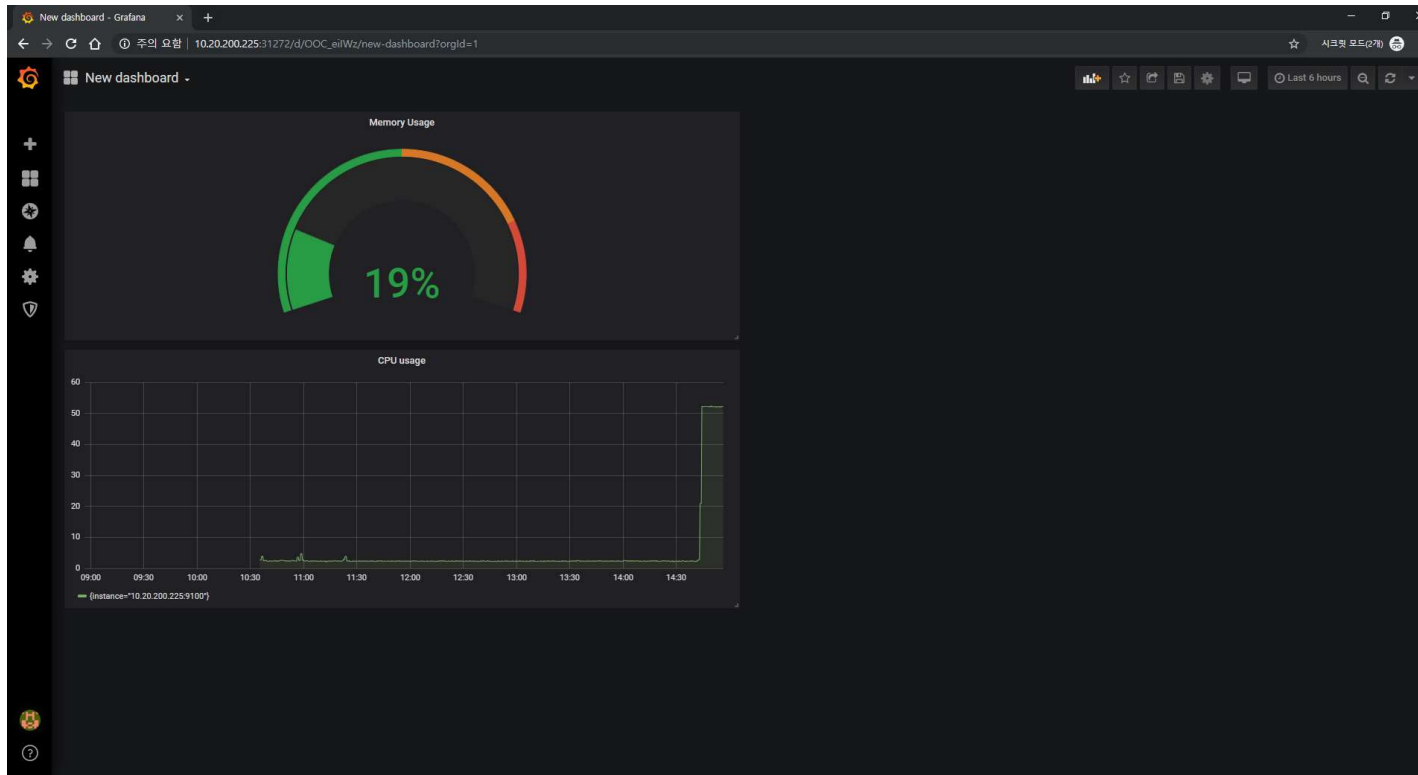 New dashboard - Grafana
주의 요함 | 10.20.200.225:31272/d/OOC_eiIWz/new-dashboard?orgId=1
시크릿 모드(2개)
New dashboard
Last 6 hours
Memory Usage
19%
CPU usage
60
50
40
30
20
10
0
09:00 09:30 10:00 10:30 11:00 11:30 12:00 12:30 13:00 13:30 14:00 14:30
{instance="10.20.200.225:9100"}